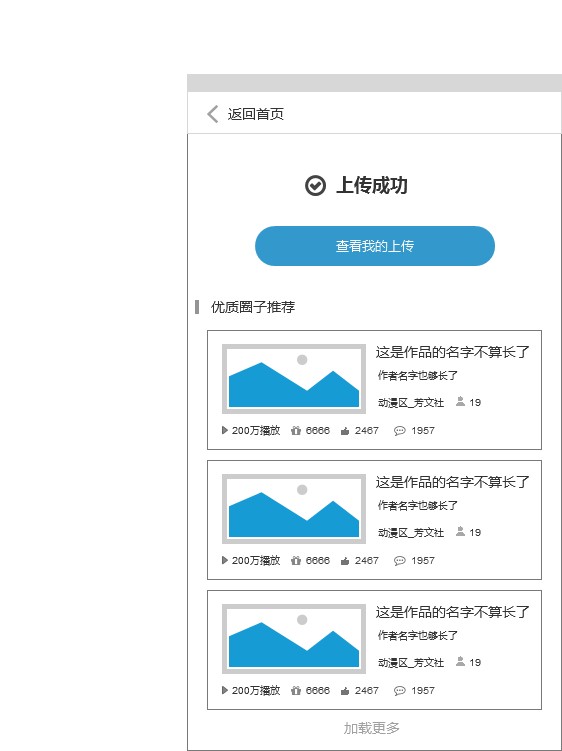 返回首页
上传成功
查看我的上传
优质圈子推荐
这是作品的名字不算长了
作者名字也够长了
动漫区_芳文社 19
200万播放 6666 2467 1957
这是作品的名字不算长了
作者名字也够长了
动漫区_芳文社 19
200万播放 6666 2467 1957
这是作品的名字不算长了
作者名字也够长了
动漫区_芳文社 19
200万播放 6666 2467 1957
加载更多